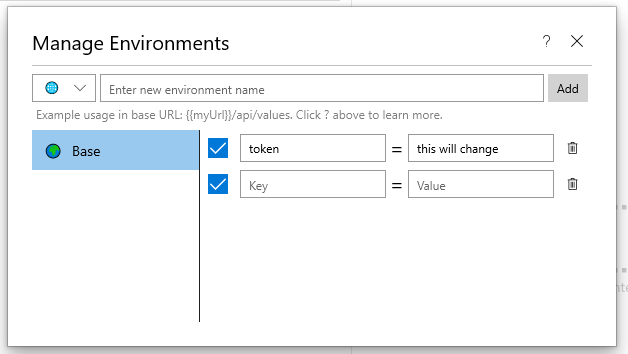 Manage Environments
?
Enter new environment name
Add
Example usage in base URL: {{myUrl}}/api/values. Click ? above to learn more.
Base
token = this will change
Key = Value